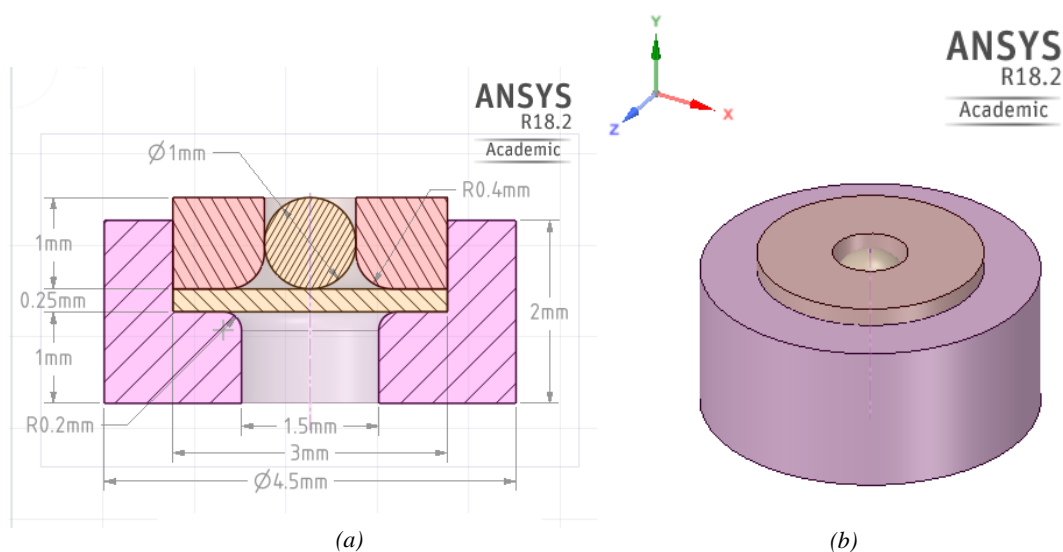 ANSYS
R18.2
Academic
Ø1mm
R0.4mm
1mm
0.25mm
1mm
2mm
R0.2mm
1.5mm
3mm
Ø4.5mm
(a)
Y
X
Z
ANSYS
R18.2
Academic
(b)